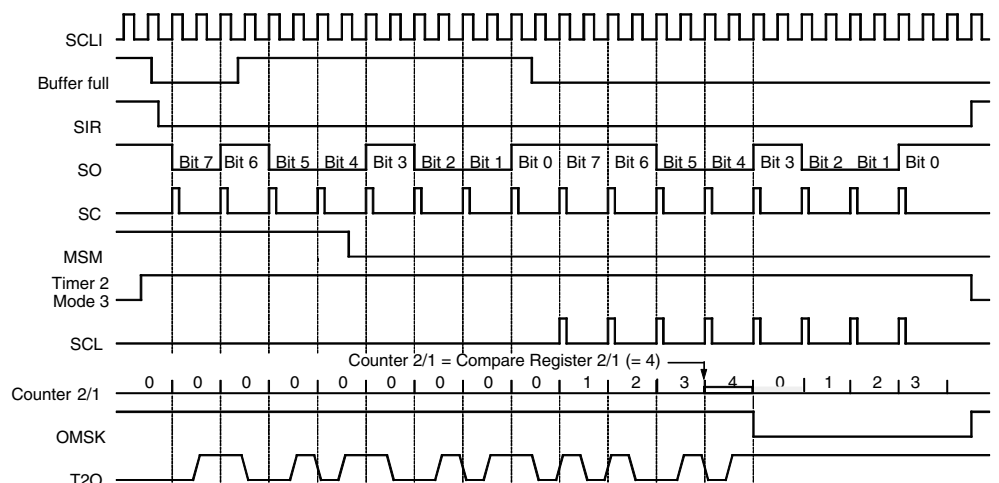 SCLI
Buffer full
SIR
SO Bit 7 Bit 6 Bit 5 Bit 4 Bit 3 Bit 2 Bit 1 Bit 0 Bit 7 Bit 6 Bit 5 Bit 4 Bit 3 Bit 2 Bit 1 Bit 0
SC
MSM
Timer 2
Mode 3
SCL
Counter 2/1 = Compare Register 2/1 (= 4)
Counter 2/1 0 0 0 0 0 0 0 0 0 1 2 3 4 0 1 2 3
OMSK
T2O